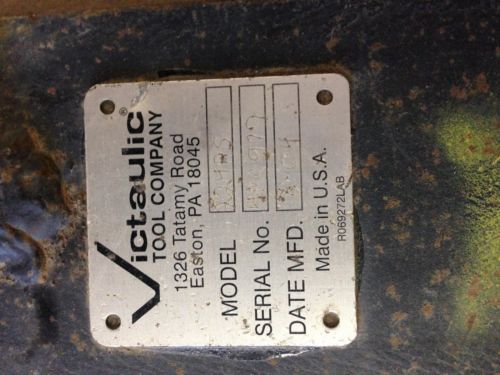 Victaulic®
TOOL COMPANY
1326 Tatamy Road
Easton, PA 18045
MODEL
SERIAL No.
DATE MFD.
Made in U.S.A.
R069272LAB